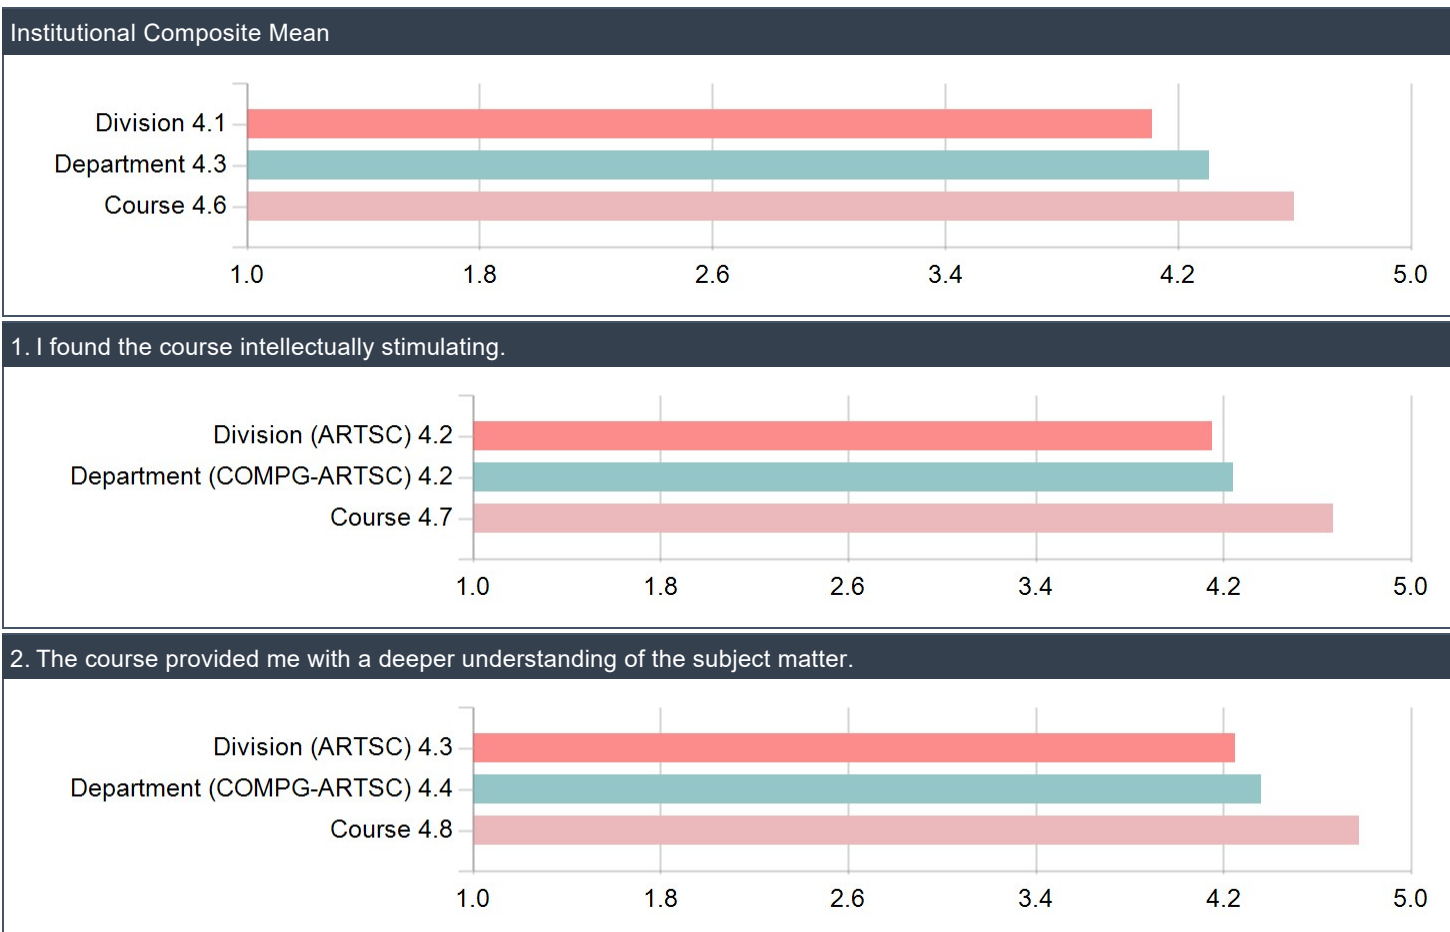 Institutional Composite Mean
Division 4.1
Department 4.3
Course 4.6
1.0 1.8 2.6 3.4 4.2 5.0
1. I found the course intellectually stimulating.
Division (ARTSC) 4.2
Department (COMPG-ARTSC) 4.2
Course 4.7
1.0 1.8 2.6 3.4 4.2 5.0
2. The course provided me with a deeper understanding of the subject matter.
Division (ARTSC) 4.3
Department (COMPG-ARTSC) 4.4
Course 4.8
1.0 1.8 2.6 3.4 4.2 5.0